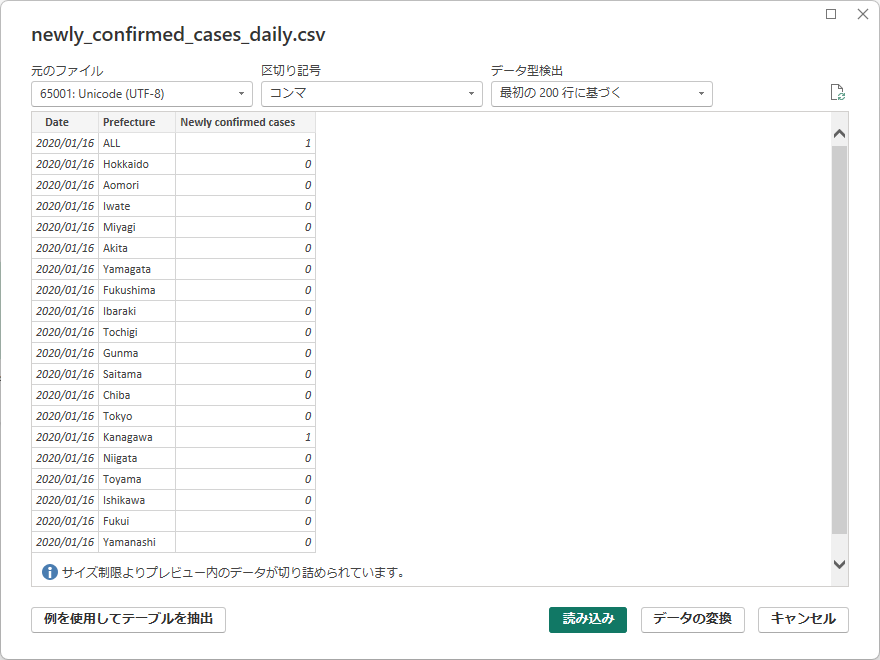 newly_confirmed_cases_daily.csv
元のファイル 区切り記号 データ型検出
65001: Unicode (UTF-8) コンマ 最初の 200 行に基づく
Date Prefecture Newly confirmed cases
2020/01/16 ALL 1
2020/01/16 Hokkaido 0
2020/01/16 Aomori 0
2020/01/16 Iwate 0
2020/01/16 Miyagi 0
2020/01/16 Akita 0
2020/01/16 Yamagata 0
2020/01/16 Fukushima 0
2020/01/16 Ibaraki 0
2020/01/16 Tochigi 0
2020/01/16 Gunma 0
2020/01/16 Saitama 0
2020/01/16 Chiba 0
2020/01/16 Tokyo 0
2020/01/16 Kanagawa 1
2020/01/16 Niigata 0
2020/01/16 Toyama 0
2020/01/16 Ishikawa 0
2020/01/16 Fukui 0
2020/01/16 Yamanashi 0
サイズ制限よりプレビュー内のデータが切り詰められています。
例を使用してテーブルを抽出 読み込み データの変換 キャンセル